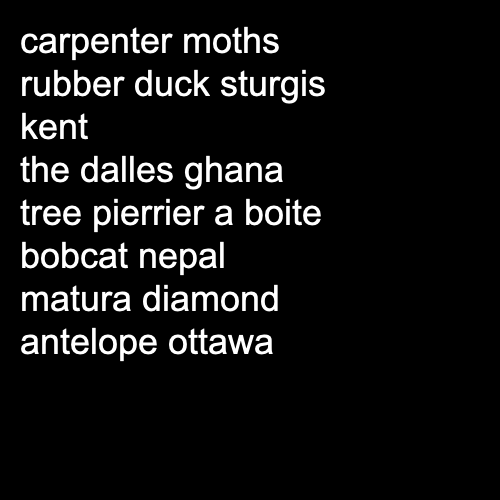 carpenter moths
rubber duck sturgis
kent
the dalles ghana
tree pierrier a boite
bobcat nepal
matura diamond
antelope ottawa